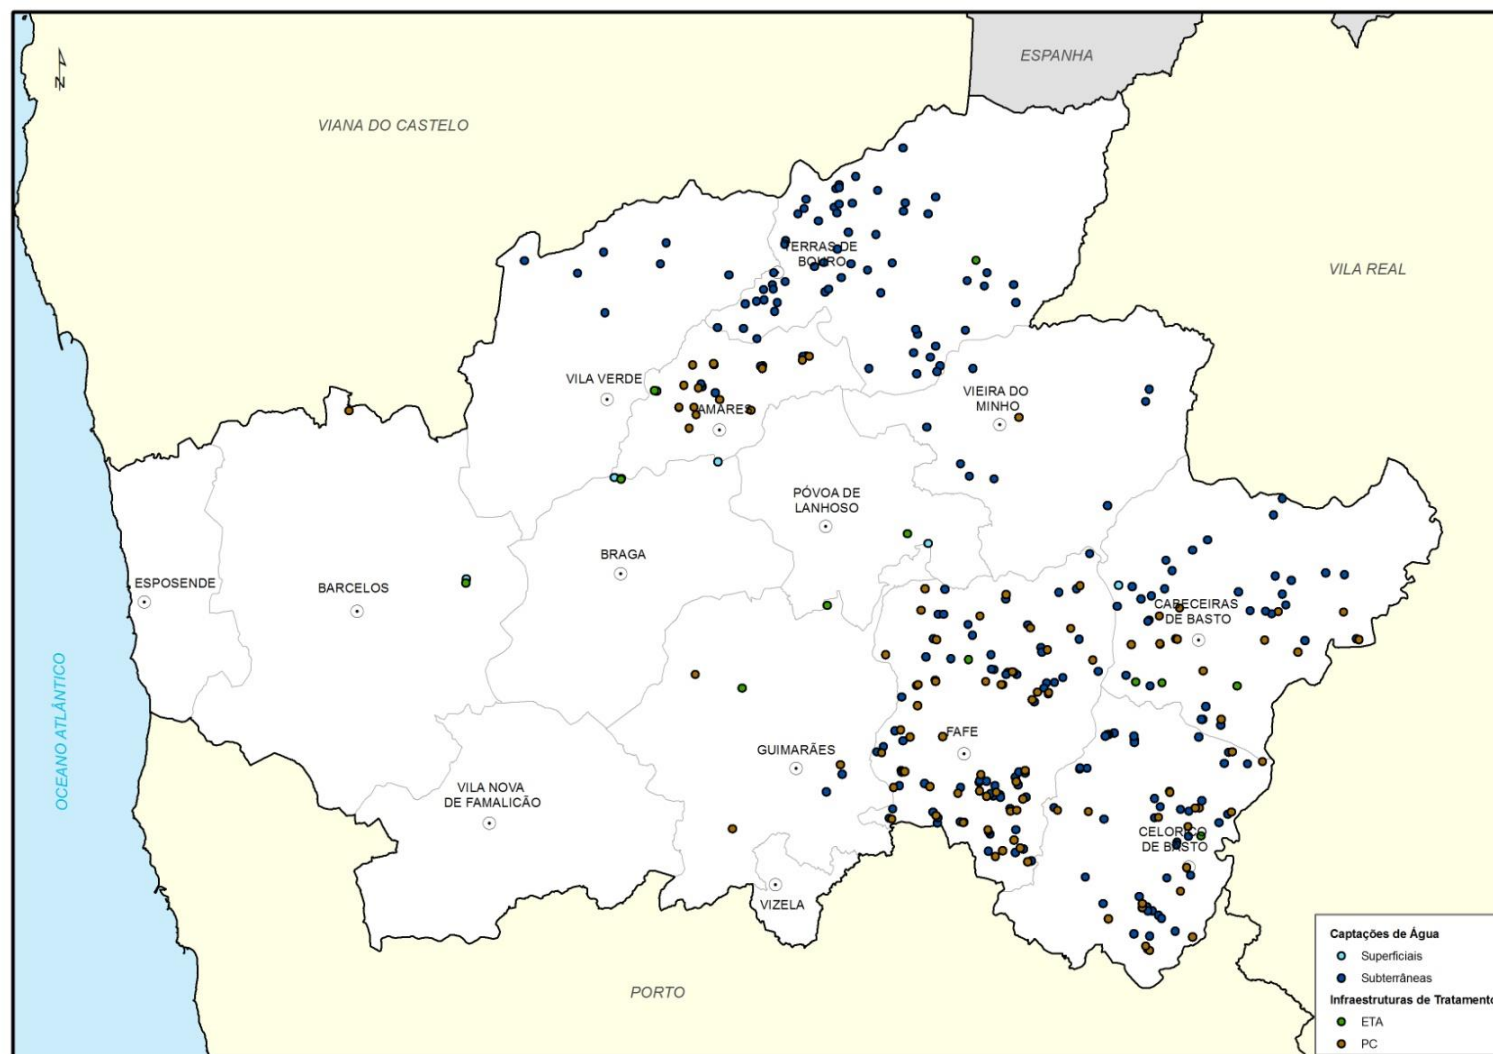 N
ESPANHA
VIANA DO CASTELO
TERRAS DE
BOURO
VILA REAL
VILA VERDE
VIEIRA DO
MINHO
AMARES
PÓVOA DE
LANHOSO
BRAGA
ESPOSENDE
BARCELOS
CABECEIRAS
DE BASTO
OCEANO ATLÂNTICO
FAFE
GUIMARÃES
VILA NOVA
DE FAMALICÃO
CELORICO
DE BASTO
VIZELA
PORTO
Captações de Água
Superficiais
Subterrâneas
Infraestruturas de Tratamento
ETA
PC